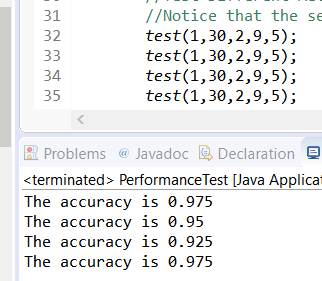 31 //Notice that the se
32 test(1,30,2,9,5);
33 test(1,30,2,9,5);
34 test(1,30,2,9,5);
35 test(1,30,2,9,5);
Problems @ Javadoc Declaration
<terminated> PerformanceTest [Java Applicat
The accuracy is 0.975
The accuracy is 0.95
The accuracy is 0.925
The accuracy is 0.975